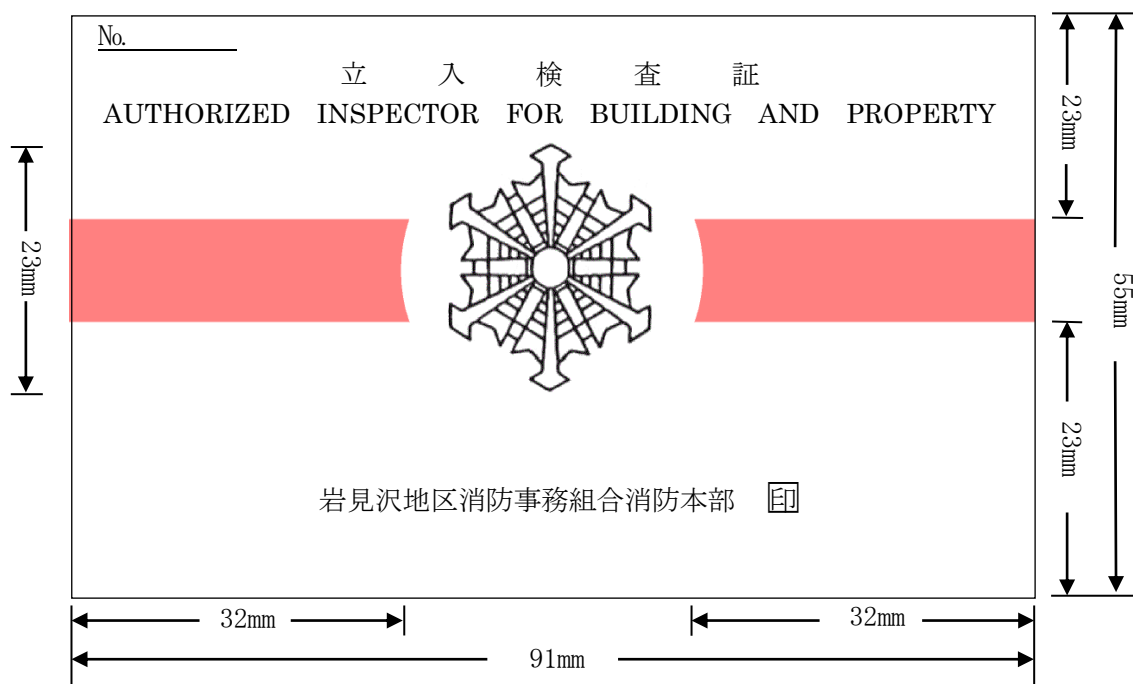 №
立入検査証
AUTHORIZED INSPECTOR FOR BUILDING AND PROPERTY
23mm
23mm
55mm
23mm
岩見沢地区消防事務組合消防本部 印
32mm
32mm
91mm